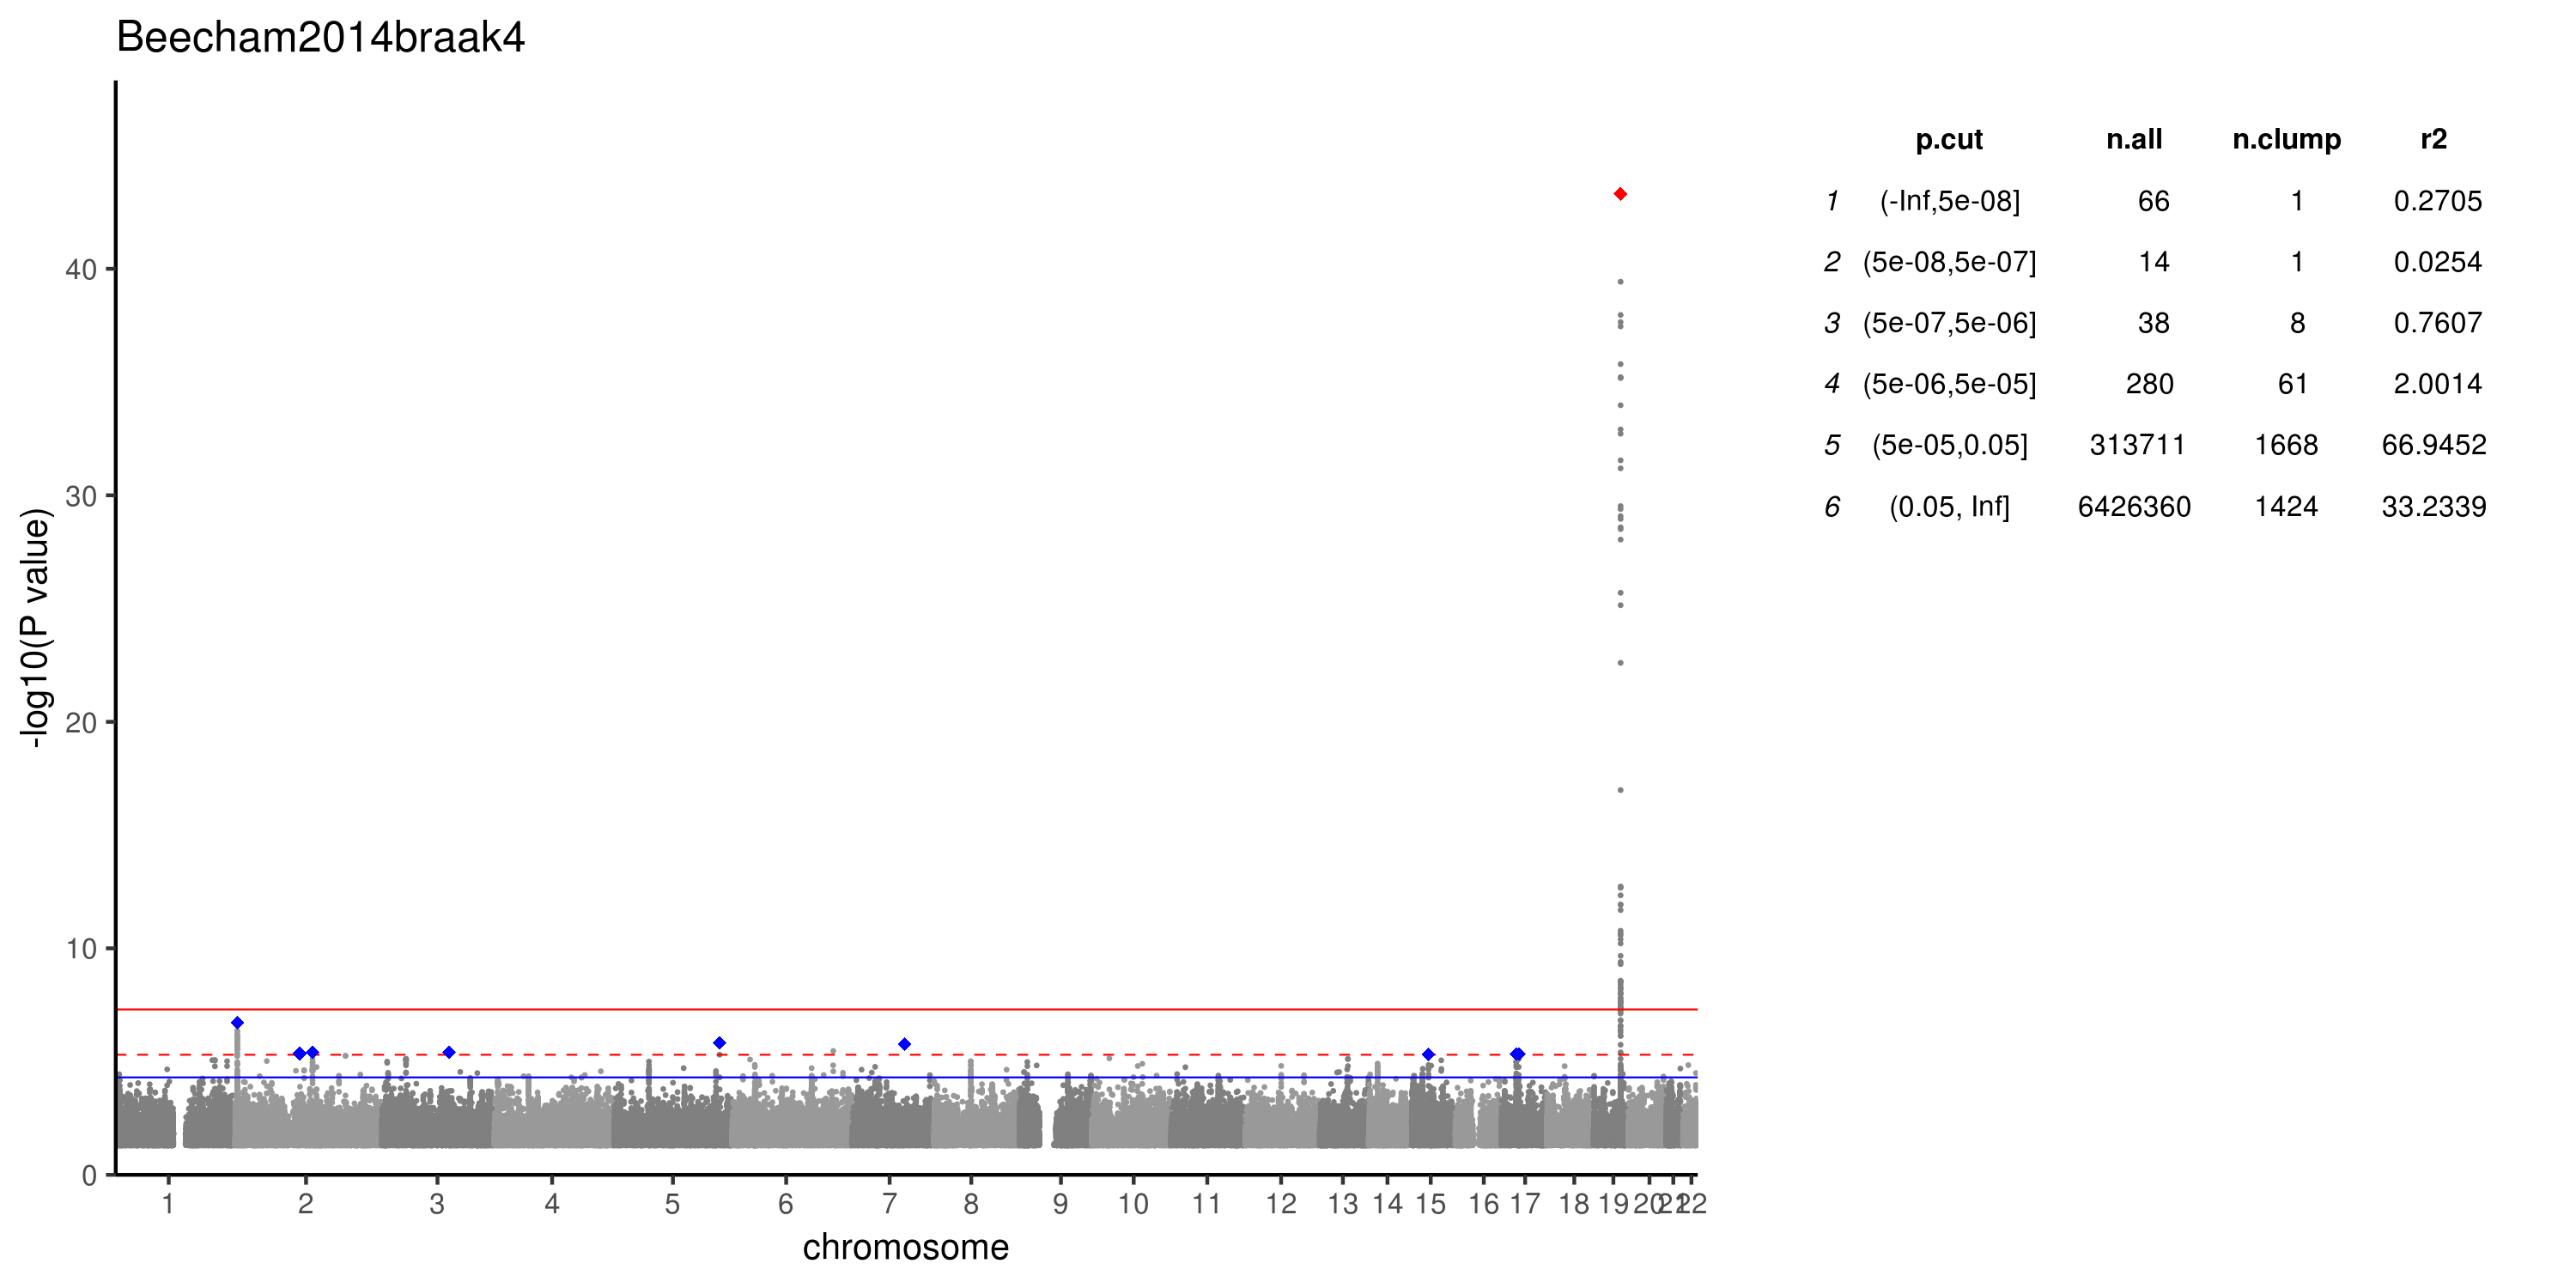 Beecham2014braak4
p.cut n.all n.clump r2
1 (-Inf,5e-08] 66 1 0.2705
2 (5e-08,5e-07] 14 1 0.0254
3 (5e-07,5e-06] 38 8 0.7607
4 (5e-06,5e-05] 280 61 2.0014
5 (5e-05,0.05] 313711 1668 66.9452
6 (0.05, Inf] 6426360 1424 33.2339
-log10(P value)
40
30
20
10
0
1 2 3 4 5 6 7 8 9 10 11 12 13 14 15 16 17 18 19 20 21 22
chromosome